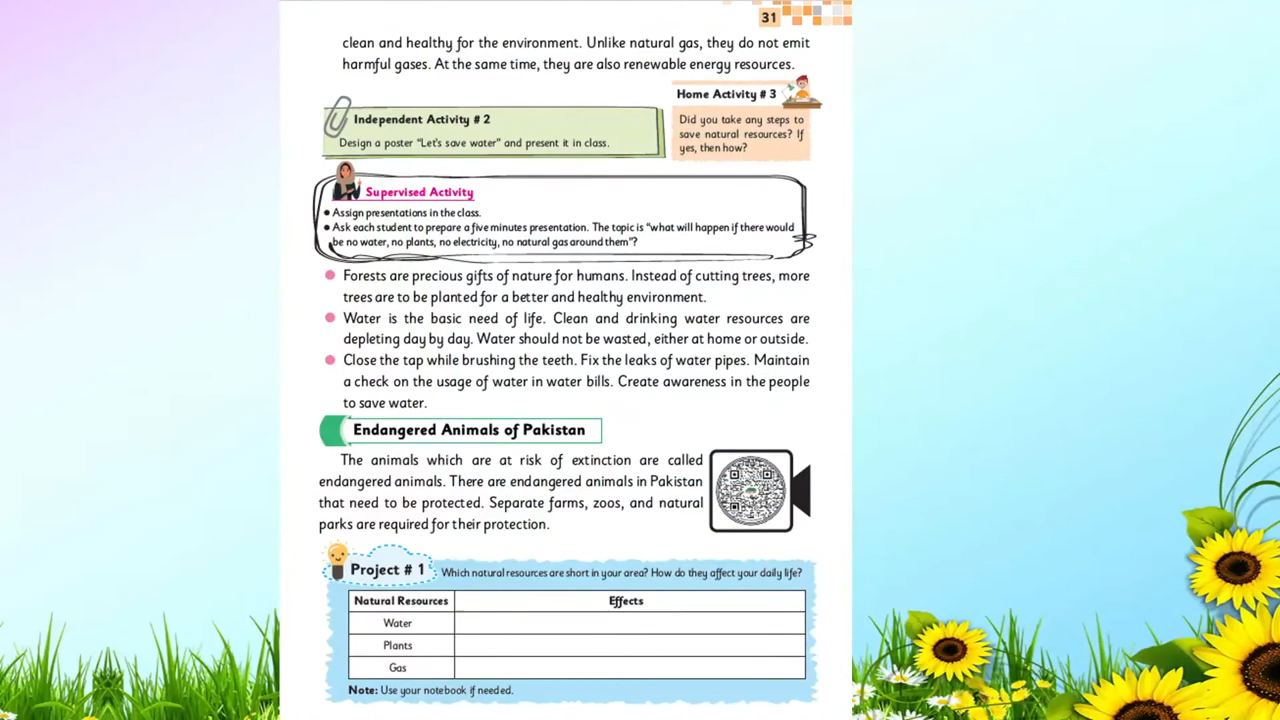 31
clean and healthy for the environment. Unlike natural gas, they do not emit
harmful gases. At the same time, they are also renewable energy resources.
Independent Activity # 2
Design a poster "Let's save water" and present it in class.
Home Activity # 3
Did you take any steps to
save natural resources? If
yes, then how?
Supervised Activity
● Assign presentations in the class.
● Ask each student to prepare a five minutes presentation. The topic is "what will happen if there would
be no water, no plants, no electricity, no natural gas around them"?
● Forests are precious gifts of nature for humans. Instead of cutting trees, more
trees are to be planted for a better and healthy environment.
● Water is the basic need of life. Clean and drinking water resources are
depleting day by day. Water should not be wasted, either at home or outside.
● Close the tap while brushing the teeth. Fix the leaks of water pipes. Maintain
a check on the usage of water in water bills. Create awareness in the people
to save water.
Endangered Animals of Pakistan
The animals which are at risk of extinction are called
endangered animals. There are endangered animals in Pakistan
that need to be protected. Separate farms, zoos, and natural
parks are required for their protection.
Project # 1 Which natural resources are short in your area? How do they affect your daily life?
Natural Resources Effects
Water
Plants
Gas
Note: Use your notebook if needed.